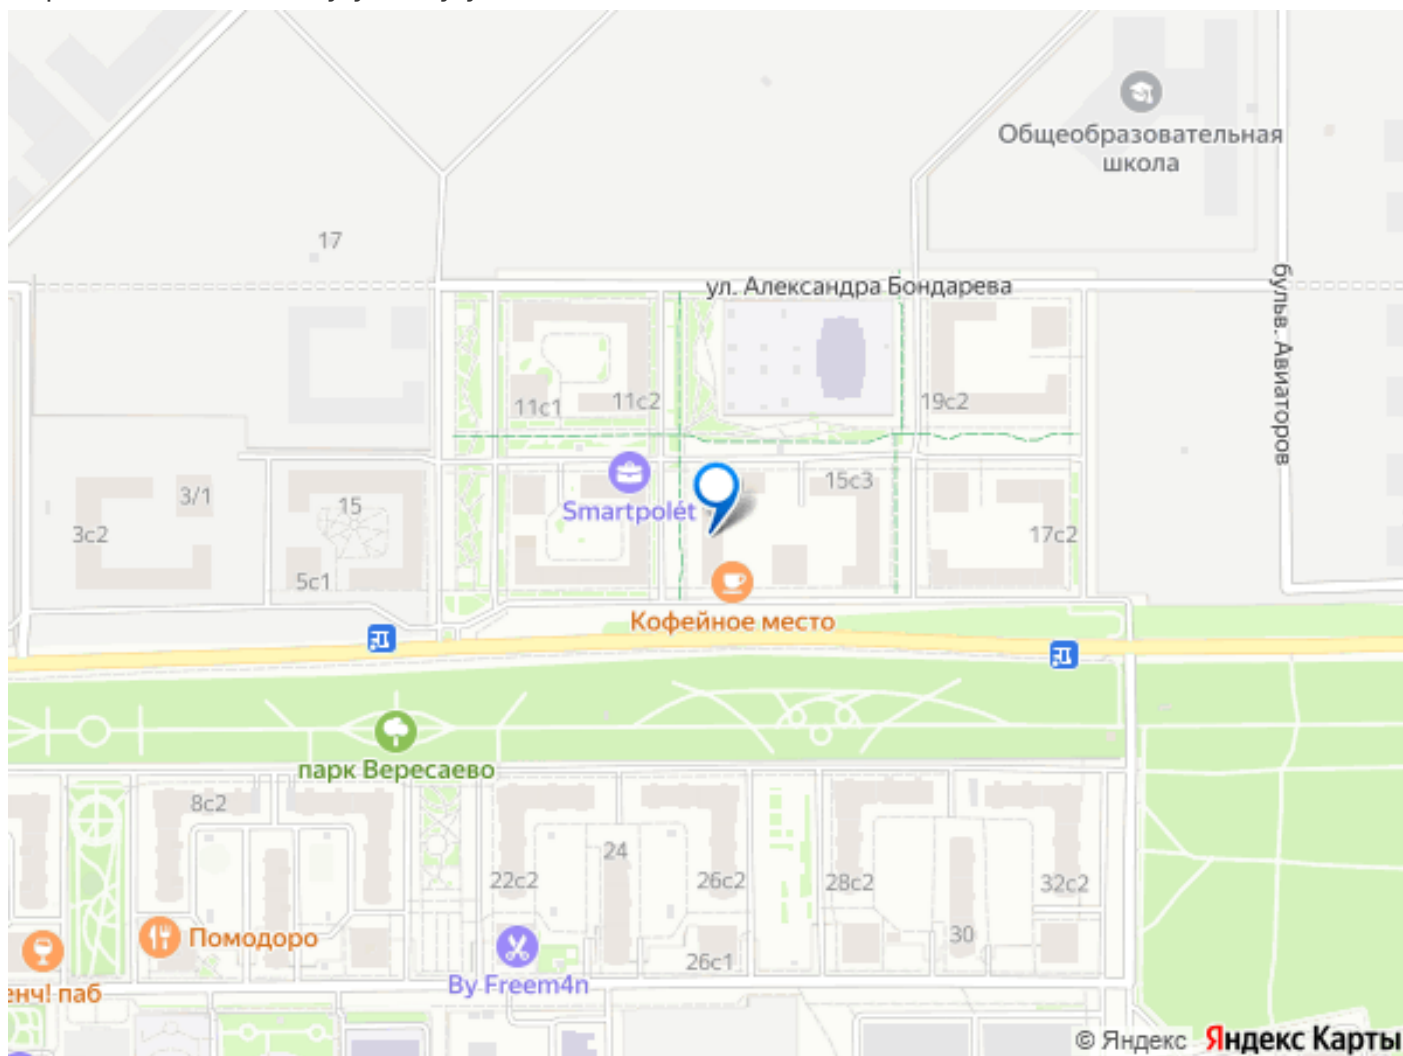 Общеобразовательная
школа
17
ул. Александра Бондарева
бульв. Авиаторов
11с1
11с2
19с2
Smartpolét
15с3
3/1
15
3с2
17с2
5с1
Кофейное место
парк Вересаево
8с2
24
22с2
26с2
28с2
32с2
Помодоро
30
26с1
енч! паб
By Freem4n
© Яндекс Яндекс Карты